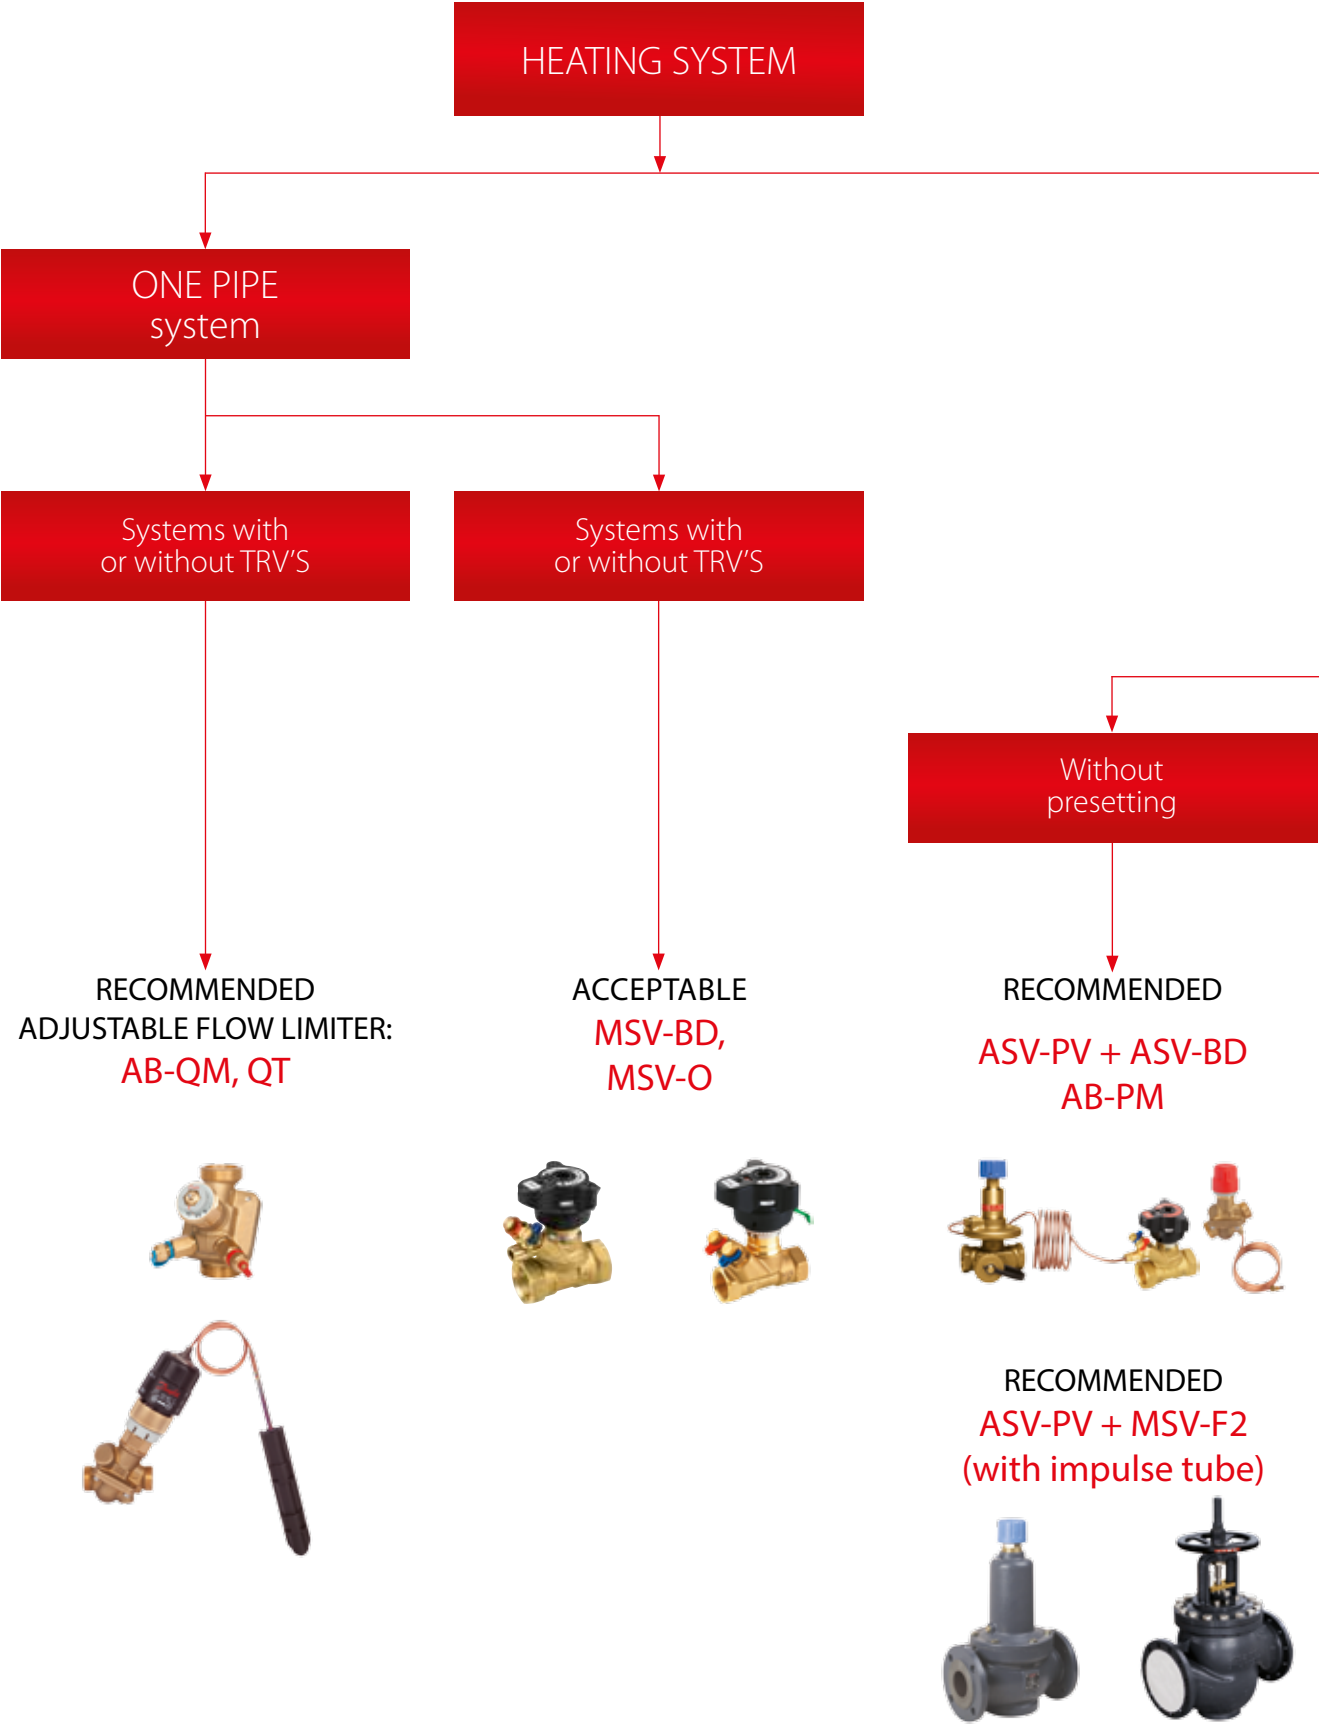 HEATING SYSTEM
ONE PIPE
system
Systems with
or without TRV’S
Systems with
or without TRV’S
Without
presetting
RECOMMENDED
ADJUSTABLE FLOW LIMITER:
AB-QM, QT
ACCEPTABLE
MSV-BD,
MSV-O
RECOMMENDED
ASV-PV + ASV-BD
AB-PM
RECOMMENDED
ASV-PV + MSV-F2
(with impulse tube)